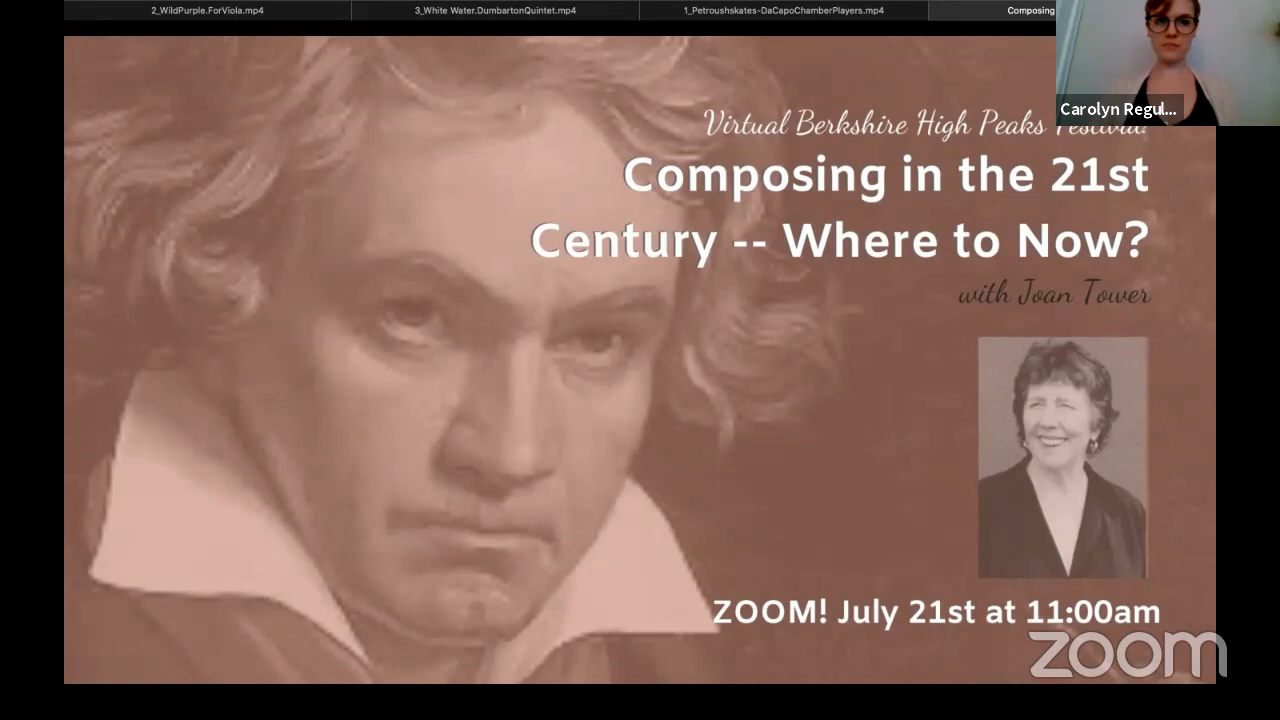 2_WildPurple.ForViola.mp4
3_White Water.DumbartonQuintet.mp4
1_Petroushskates-DaCapoChamberPlayers.mp4
Composing
Carolyn Regul...
Virtual Berkshire High Peaks Festival:
Composing in the 21st
Century -- Where to Now?
with Joan Tower
ZOOM! July 21st at 11:00am
zoom